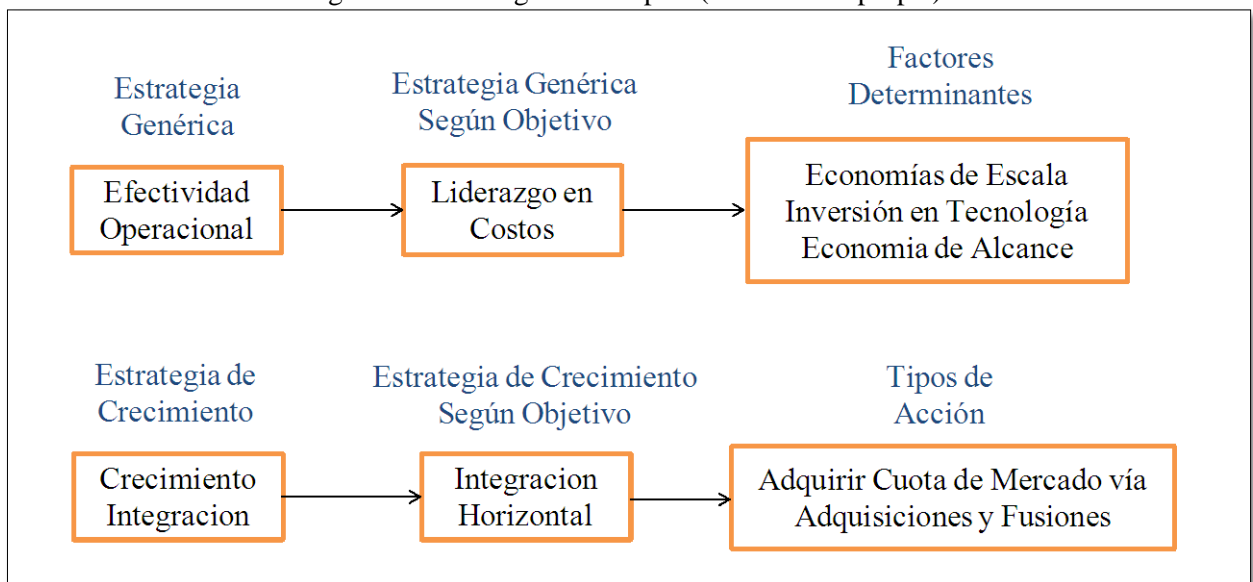 Estrategia
Genérica
Estrategia Genérica
Según Objetivo
Factores
Determinantes
Efectividad
Operacional
Liderazgo en
Costos
Economías de Escala
Inversión en Tecnología
Economia de Alcance
Estrategia de
Crecimiento
Estrategia de Crecimiento
Según Objetivo
Tipos de
Acción
Crecimiento
Integracion
Integracion
Horizontal
Adquirir Cuota de Mercado vía
Adquisiciones y Fusiones